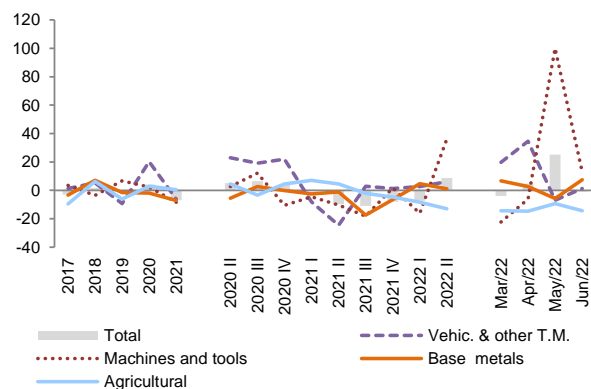 120
100
80
60
40
20
0
-20
-40
2017
2018
2019
2020
2021
2020 II
2020 III
2020 IV
2021 I
2021 II
2021 III
2021 IV
2022 I
2022 II
Mar/22
Apr/22
May/22
Jun/22
Total
Vehic. & other T.M.
Machines and tools
Base metals
Agricultural